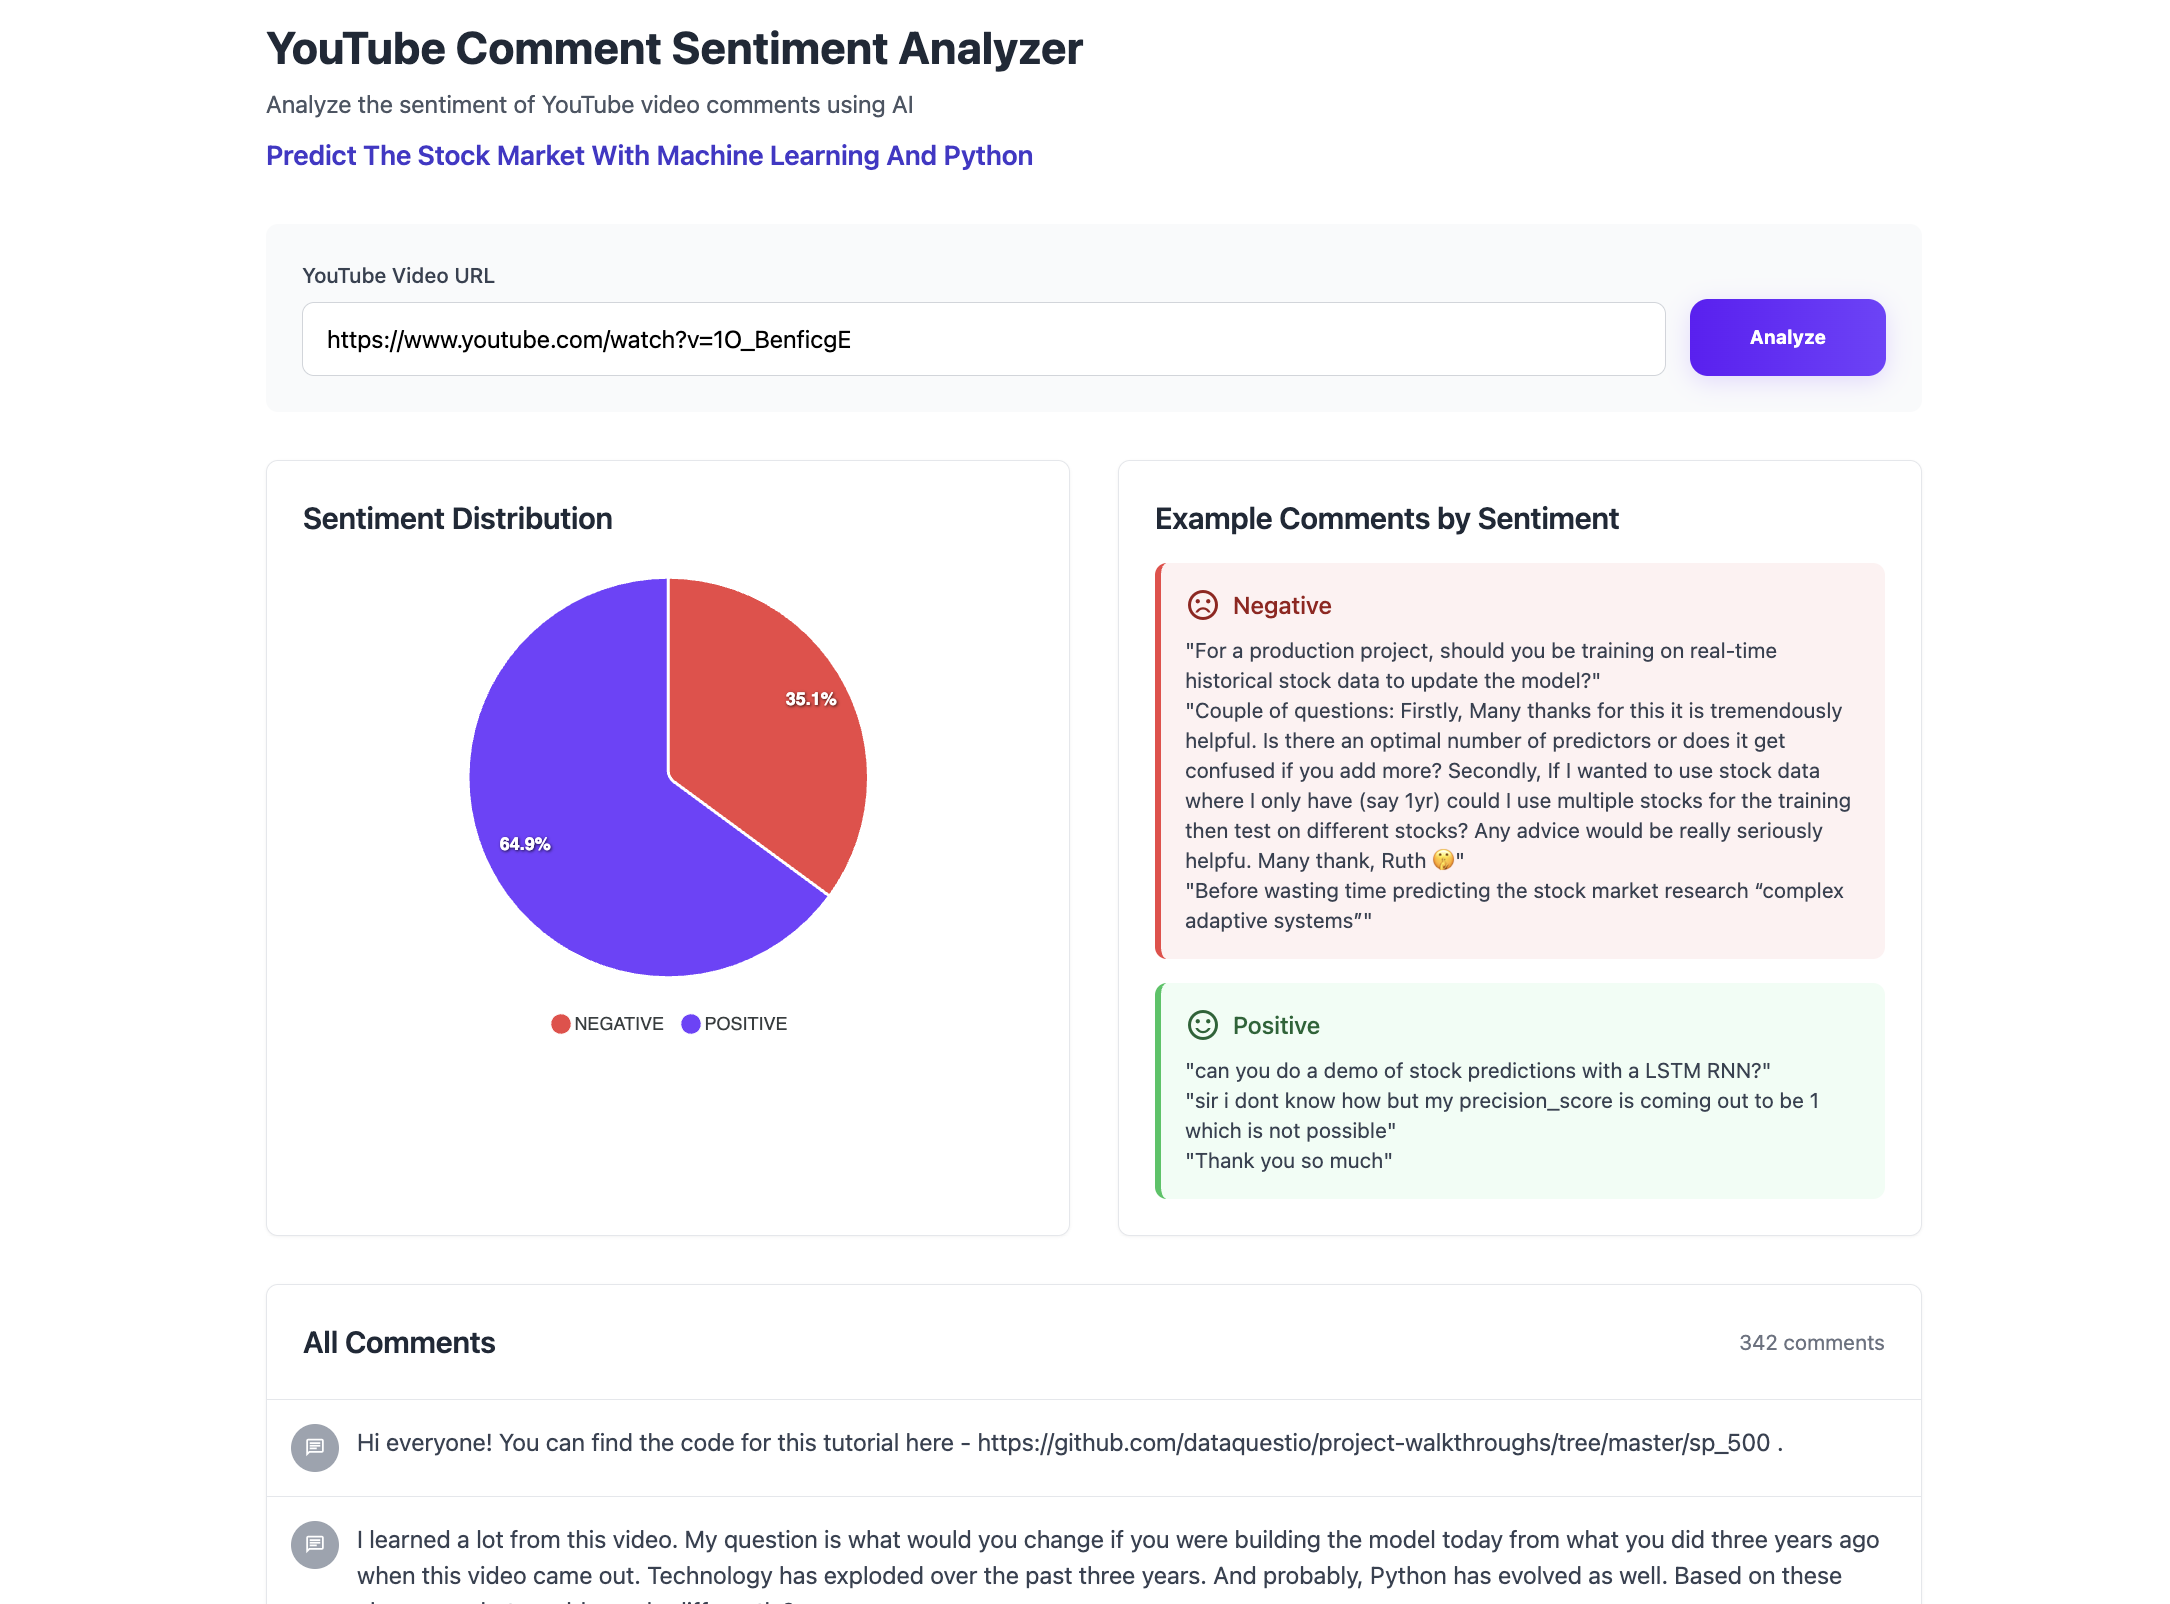 YouTube Comment Sentiment Analyzer
Analyze the sentiment of YouTube video comments using AI
Predict The Stock Market With Machine Learning And Python
YouTube Video URL
https://www.youtube.com/watch?v=1O_BenficgE
Analyze
Sentiment Distribution
35.1%
64.9%
NEGATIVE
POSITIVE
Example Comments by Sentiment
Negative
"For a production project, should you be training on real-time
historical stock data to update the model?"
"Couple of questions: Firstly, Many thanks for this it is tremendously
helpful. Is there an optimal number of predictors or does it get
confused if you add more? Secondly, If I wanted to use stock data
where I only have (say 1yr) could I use multiple stocks for the training
then test on different stocks? Any advice would be really seriously
helpfu. Many thank, Ruth 🤫"
"Before wasting time predicting the stock market research “complex
adaptive systems”"
Positive
"can you do a demo of stock predictions with a LSTM RNN?"
"sir i dont know how but my precision_score is coming out to be 1
which is not possible"
"Thank you so much"
All Comments
342 comments
Hi everyone! You can find the code for this tutorial here - https://github.com/dataquestio/project-walkthroughs/tree/master/sp_500 .
I learned a lot from this video. My question is what would you change if you were building the model today from what you did three years ago
when this video came out. Technology has exploded over the past three years. And probably, Python has evolved as well. Based on these